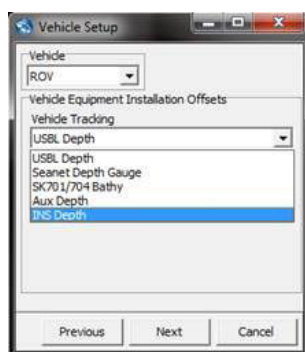 Vehicle Setup
Vehicle
ROV
Vehicle Equipment Installation Offsets
Vehicle Tracking
USBL Depth
USBL Depth
Seanet Depth Gauge
SK701/704 Bathy
Aux Depth
INS Depth
Previous Next Cancel